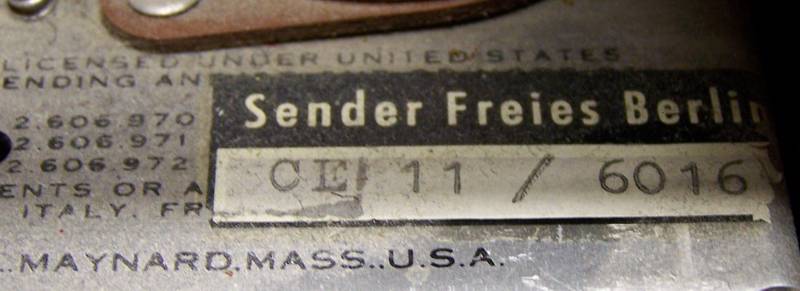 LICENSED UNDER UNITED STATES
ENDING AN
2.606.970
2.606.971
2.606.972
ENTS OR A
ITALY. FR
Sender Freies Berlin
CE 11 / 6016
MAYNARD.MASS..U.S.A.